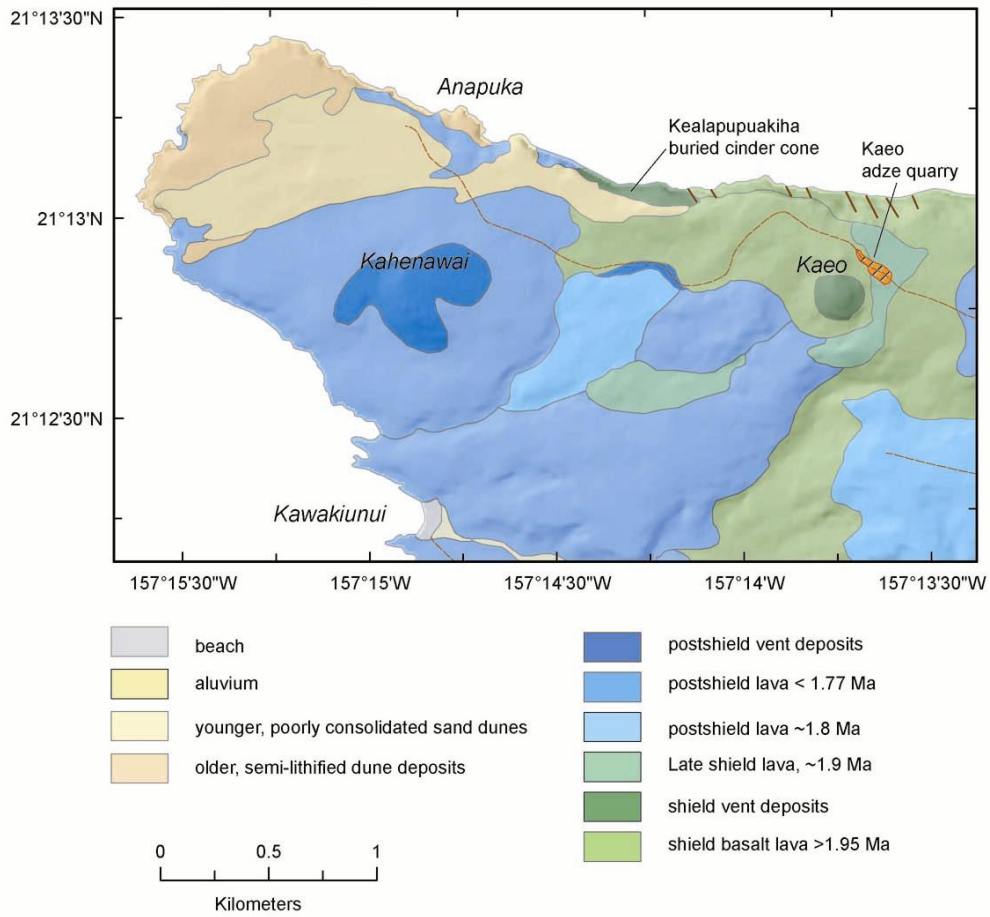 21°13'30"N
Anapuka
Kealapupuakiha
buried cinder cone
Kaeo
adze quarry
21°13'N
Kahenawai
Kaeo
21°12'30"N
Kawakiunui
157°15'30"W
157°15'W
157°14'30"W
157°14'W
157°13'30"W
beach
aluvium
younger, poorly consolidated sand dunes
older, semi-lithified dune deposits
postshield vent deposits
postshield lava < 1.77 Ma
postshield lava ~1.8 Ma
Late shield lava, ~1.9 Ma
shield vent deposits
shield basalt lava >1.95 Ma
0 0.5 1
Kilometers